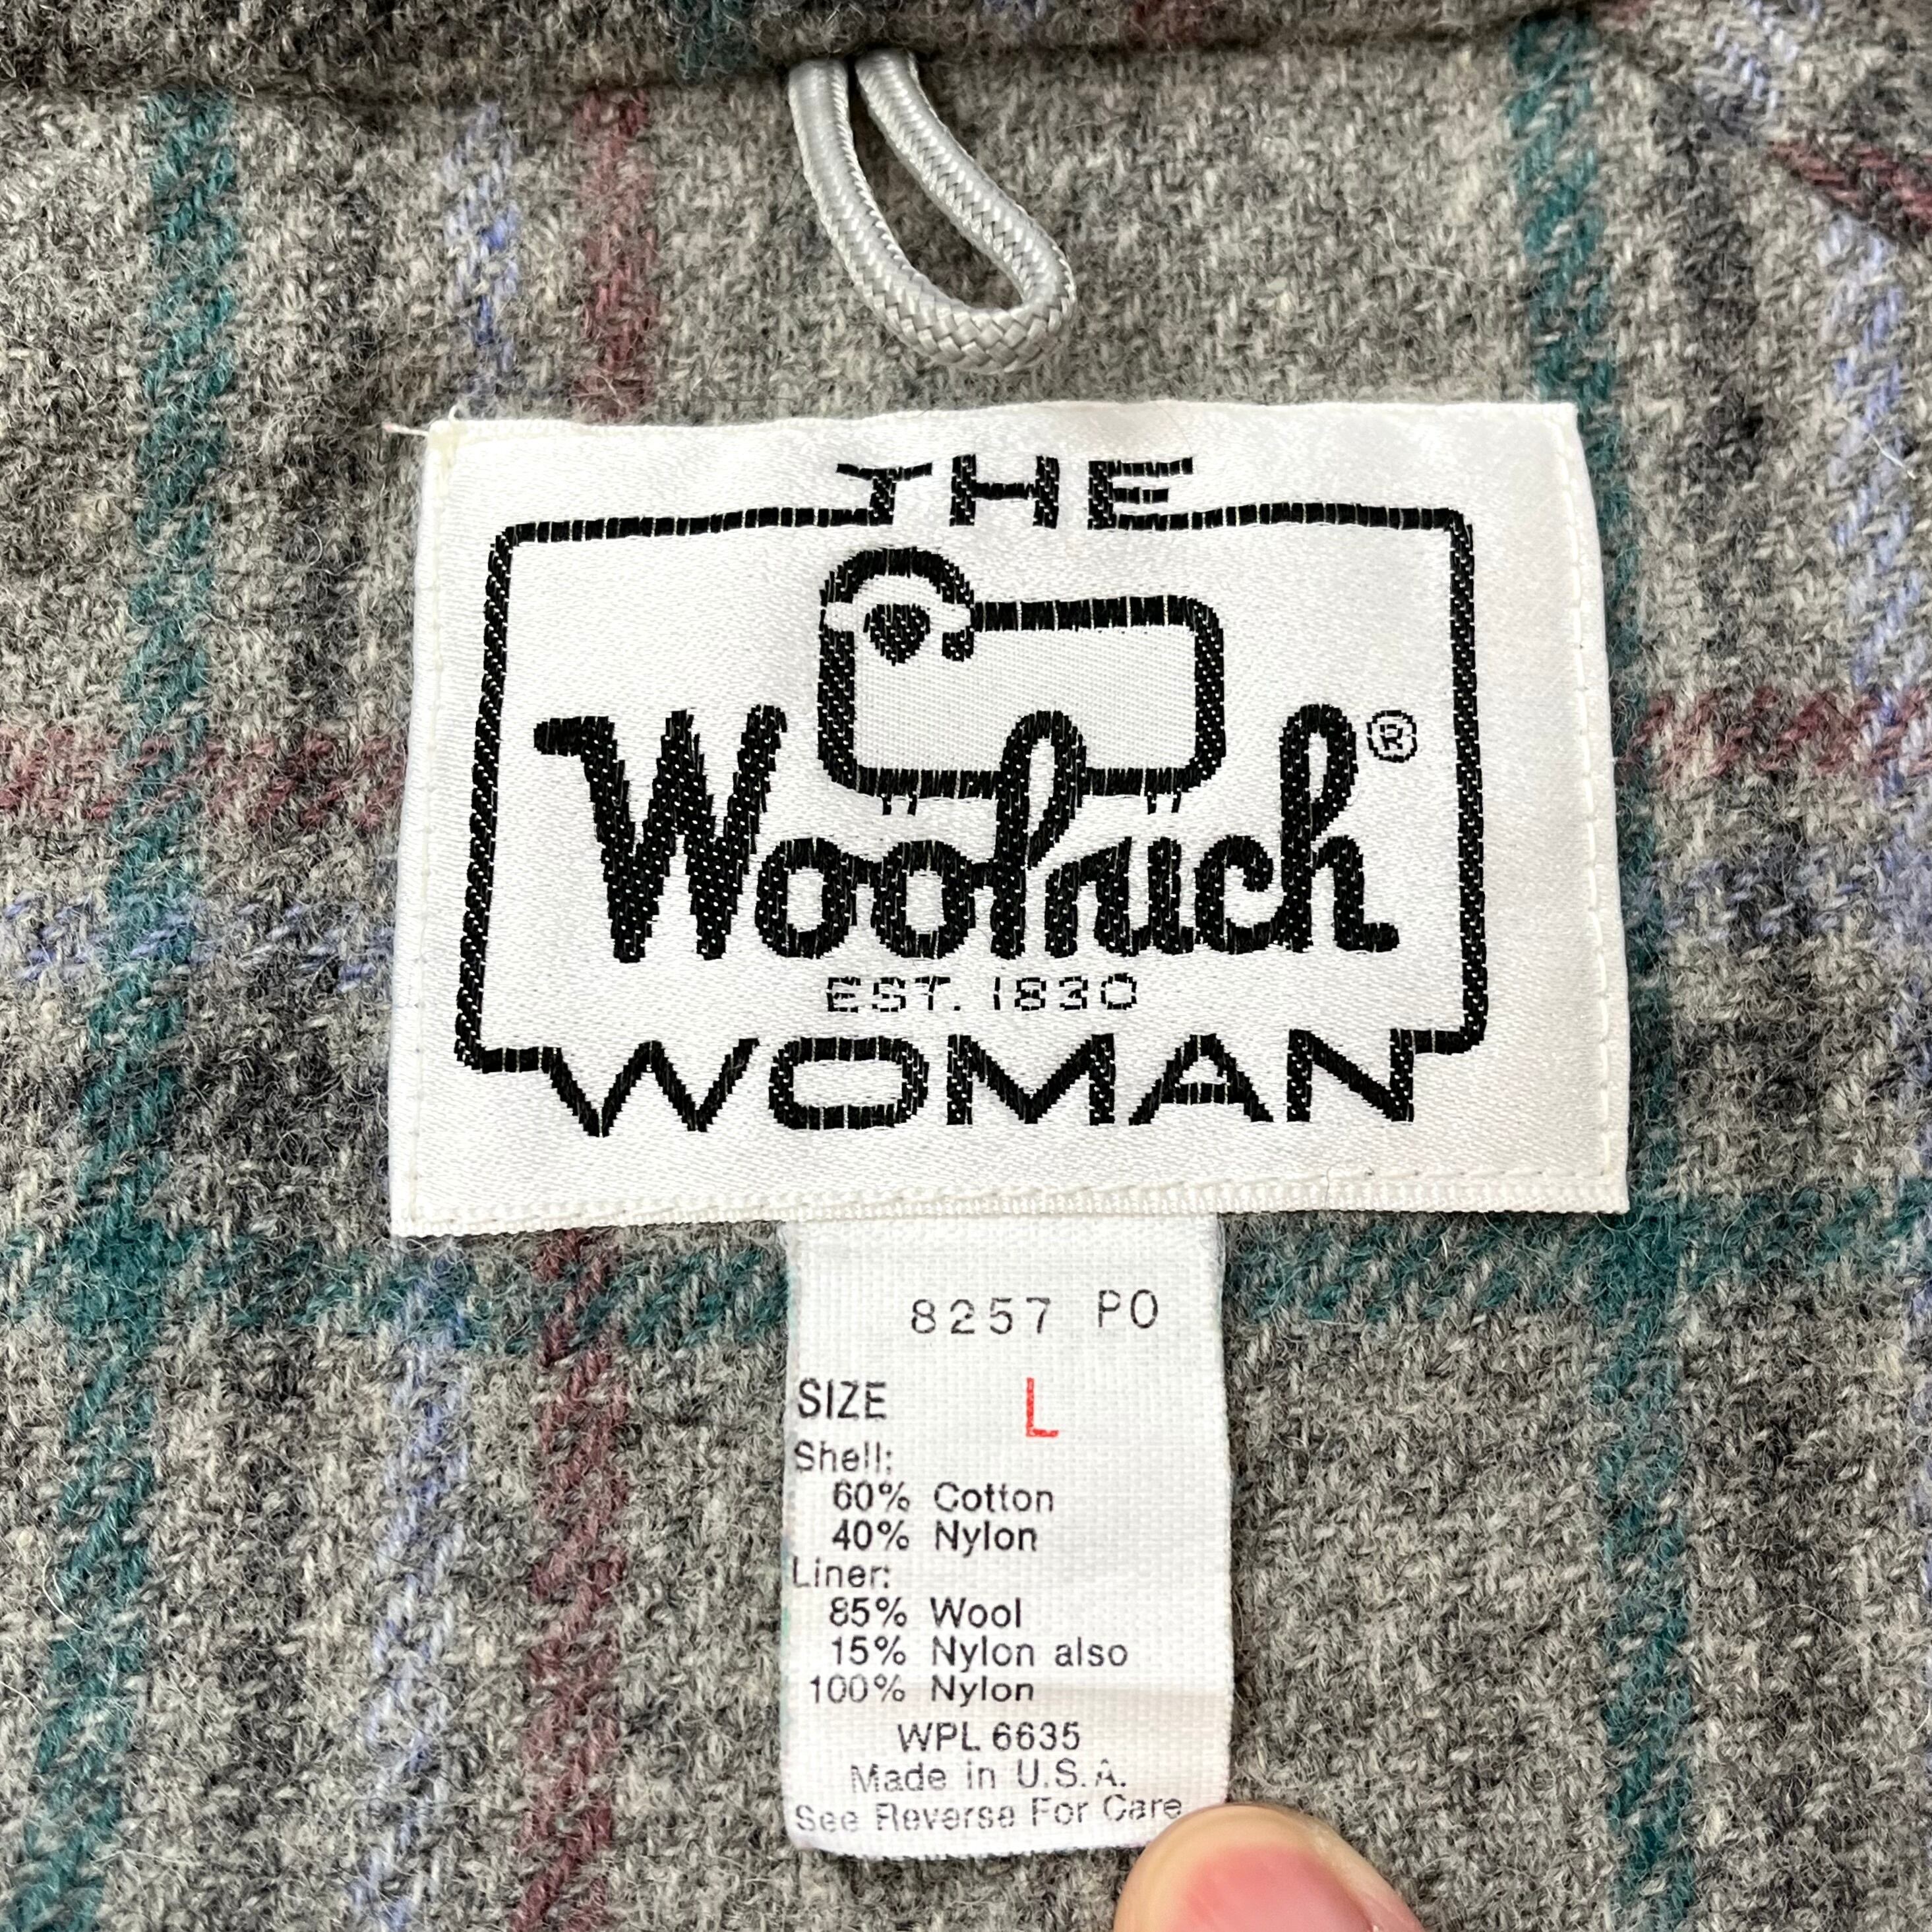 THE
Woolrich®
EST. 1830
WOMAN
8257 PO
SIZE L
Shell:
60% Cotton
40% Nylon
Liner:
85% Wool
15% Nylon also
100% Nylon
WPL 6635
Made in U.S.A.
See Reverse For Care